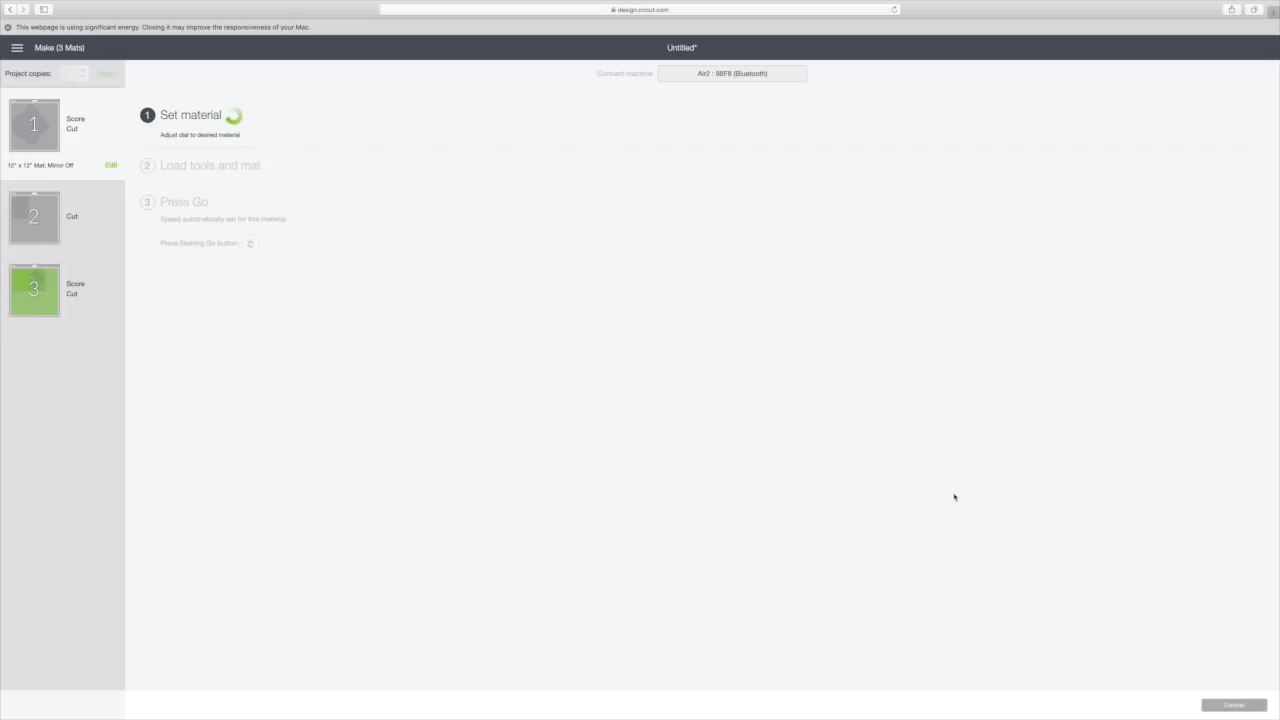 design.cricut.com
This webpage is using significant energy. Closing it may improve the responsiveness of your Mac.
Make (3 Mats)
Untitled*
Project copies:
Connect machine
Air2 : 9BF8 (Bluetooth)
1
Score
Cut
12" x 12" Mat: Mirror Off
Edit
2
Cut
3
Score
Cut
1 Set material
Adjust dial to desired material
2 Load tools and mat
3 Press Go
Speed automatically set for this material.
Press flashing Go button:
Cancel